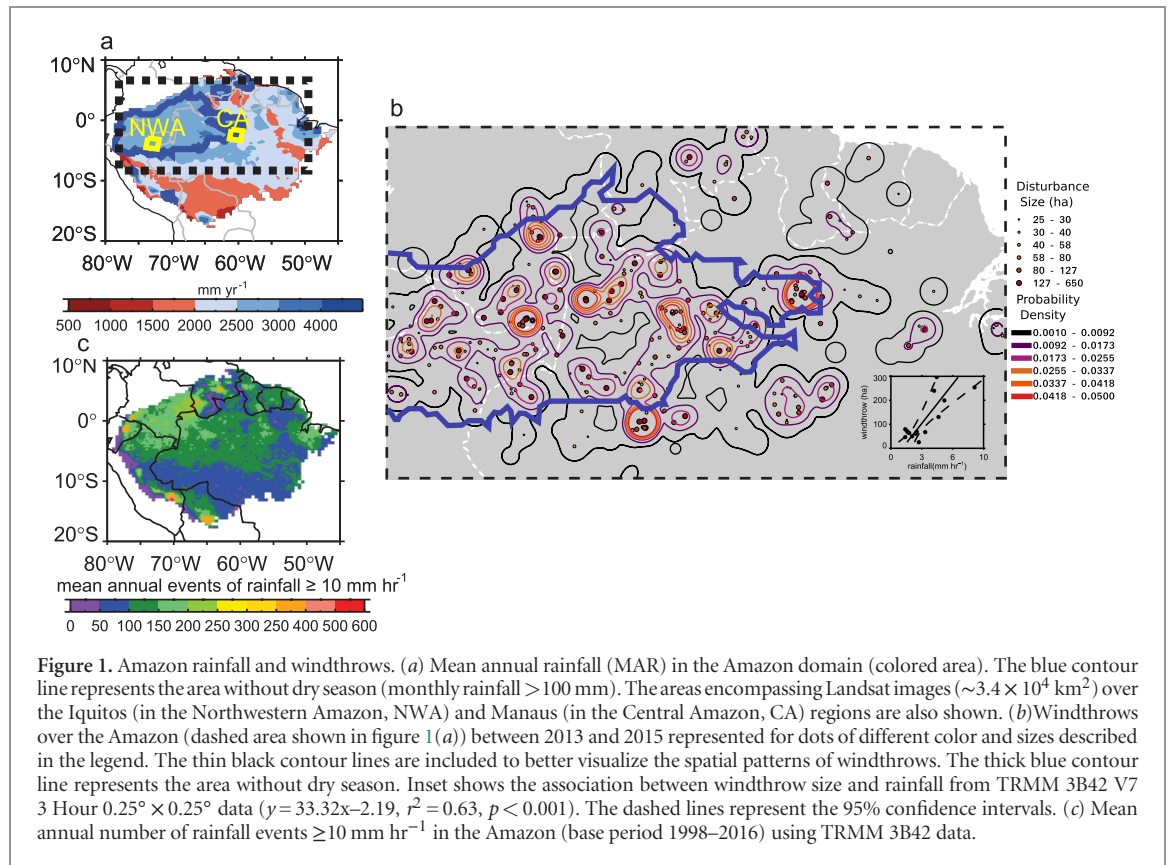 a
10°N
0°
10°S
20°S
NWA
CA
80°W 70°W 60°W 50°W
mm yr⁻¹
500 1000 1500 2000 2500 3000 4000
b
Disturbance
Size (ha)
25 - 30
30 - 40
40 - 58
58 - 80
80 - 127
127 - 650
Probability
Density
0.0010 - 0.0092
0.0092 - 0.0173
0.0173 - 0.0255
0.0255 - 0.0337
0.0337 - 0.0418
0.0418 - 0.0500
windthrow (ha)
300
200
100
0
0 3 6 9 10
rainfall(mm hr⁻¹)
c
10°N
0°
10°S
20°S
80°W 70°W 60°W 50°W
mean annual events of rainfall ≥ 10 mm hr⁻¹
0 50 100 150 200 250 300 350 400 500 600
Figure 1. Amazon rainfall and windthrows. (a) Mean annual rainfall (MAR) in the Amazon domain (colored area). The blue contour
line represents the area without dry season (monthly rainfall > 100 mm). The areas encompassing Landsat images (~3.4 × 10⁴ km²) over
the Iquitos (in the Northwestern Amazon, NWA) and Manaus (in the Central Amazon, CA) regions are also shown. (b)Windthrows
over the Amazon (dashed area shown in figure 1(a)) between 2013 and 2015 represented for dots of different color and sizes described
in the legend. The thin black contour lines are included to better visualize the spatial patterns of windthrows. The thick blue contour
line represents the area without dry season. Inset shows the association between windthrow size and rainfall from TRMM 3B42 V7
3 Hour 0.25° × 0.25° data (y = 33.32x–2.19, r² = 0.63, p < 0.001). The dashed lines represent the 95% confidence intervals. (c) Mean
annual number of rainfall events ≥10 mm hr⁻¹ in the Amazon (base period 1998–2016) using TRMM 3B42 data.